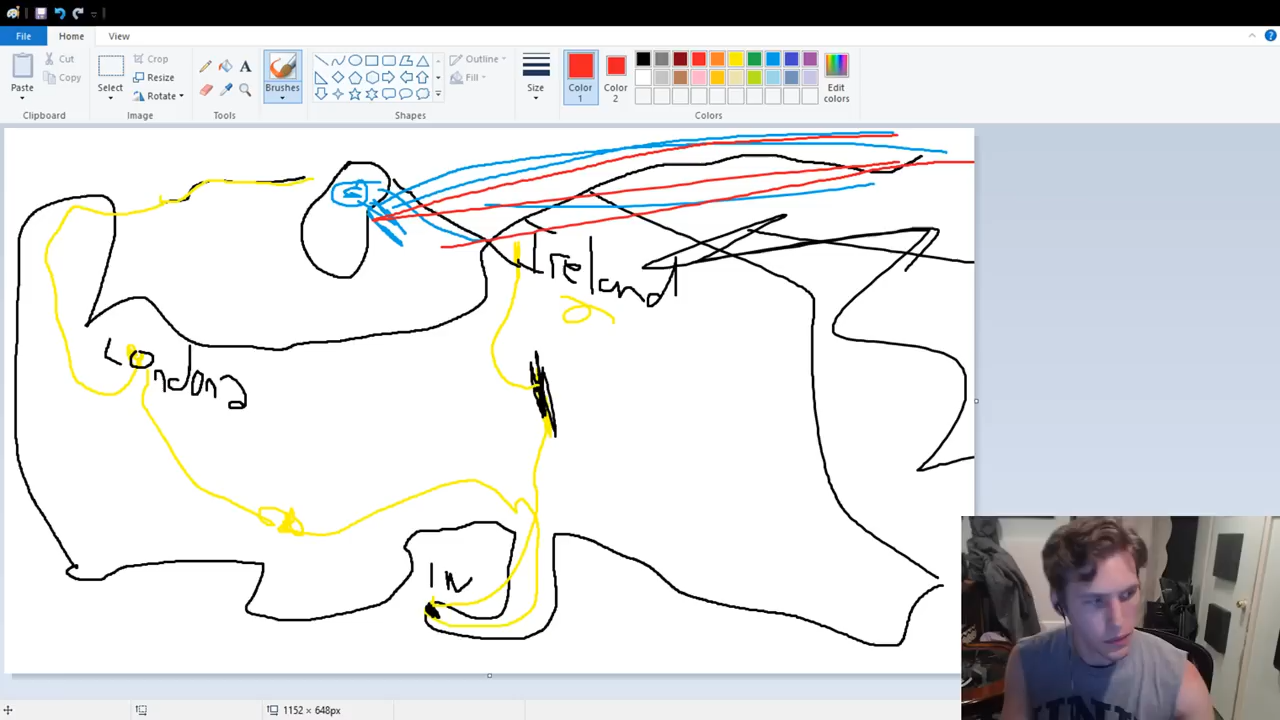 File
Home
View
Paste
Clipboard
Select
Cut
Copy
Crop
Resize
Rotate
Image
Tools
A
Brushes
Outline
Fill
Shapes
Size
Color 1
Color 2
Edit colors
Colors
Ireland
London
IN
1152 × 648px